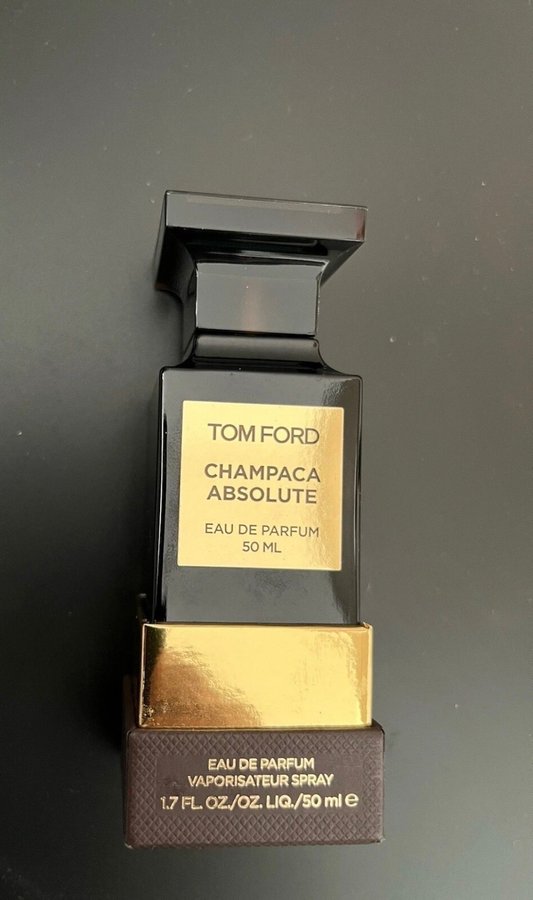 TOM FORD
CHAMPACA
ABSOLUTE
EAU DE PARFUM
50 ML
EAU DE PARFUM
VAPORISATEUR SPRAY
1.7 FL. OZ./OZ. LIQ./50 ml ℮